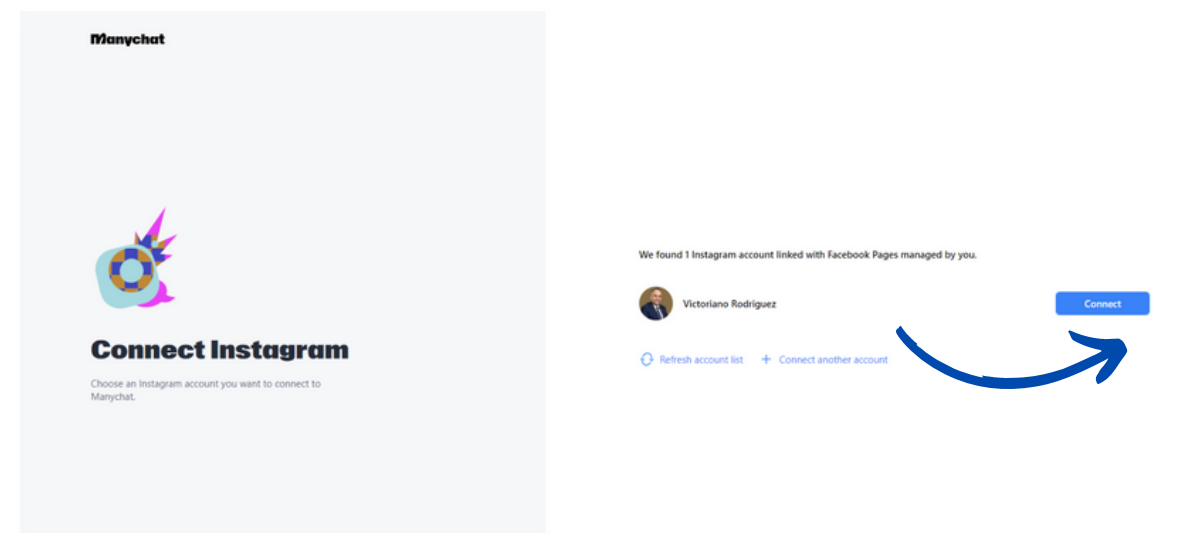 Manychat
Connect Instagram
Choose an Instagram account you want to connect to
Manychat.
We found 1 Instagram account linked with Facebook Pages managed by you.
Victoriano Rodriguez
Connect
Refresh account list
+ Connect another account